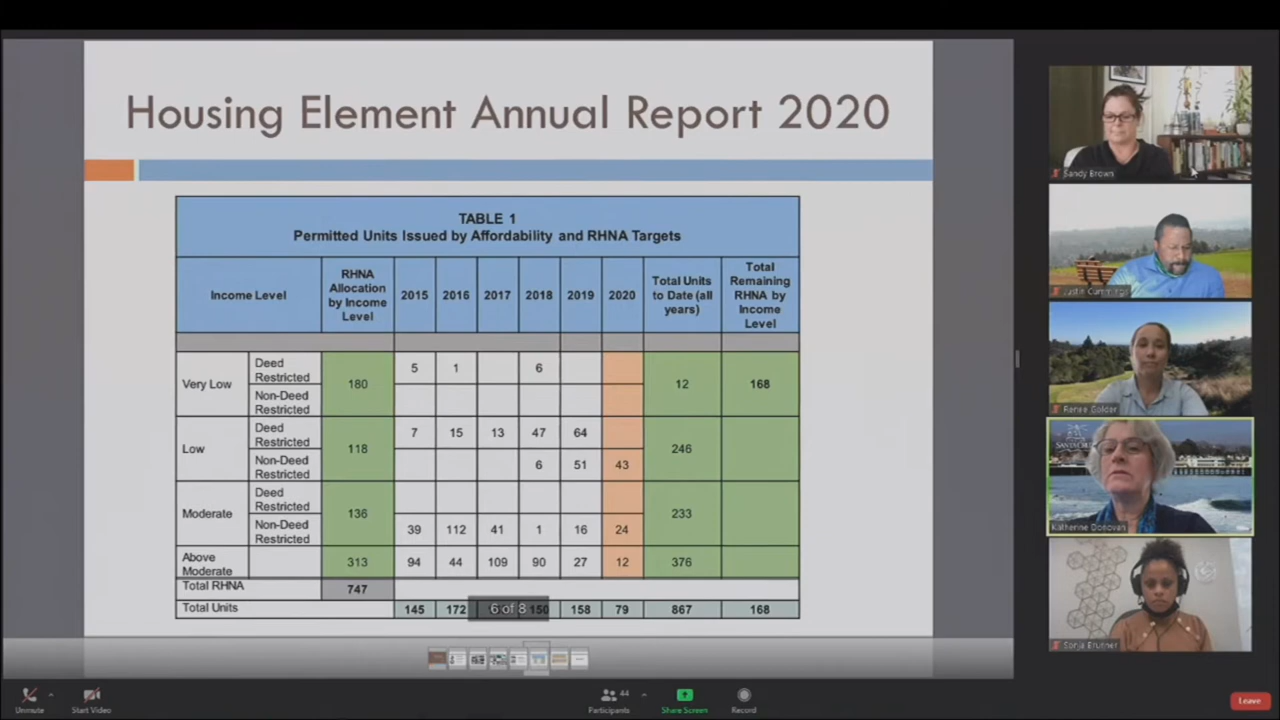 Housing Element Annual Report 2020
TABLE 1
Permitted Units Issued by Affordability and RHNA Targets
Income Level RHNA Allocation by Income Level 2015 2016 2017 2018 2019 2020 Total Units to Date (all years) Total Remaining RHNA by Income Level
Very Low Deed Restricted 180 5 1 6 12 168
Non-Deed Restricted
Low Deed Restricted 118 7 15 13 47 64 246
Non-Deed Restricted 6 51 43
Moderate Deed Restricted 136 233
Non-Deed Restricted 39 112 41 1 16 24
Above Moderate 313 94 44 109 90 27 12 376
Total RHNA 747
Total Units 145 172 150 158 79 867 168
6 of 8
Sandy Brown
Justin Cummings
Renee Golder
SANTA CRUZ
Katherine Donovan
Sonja Brunner
Unmute
Start Video
44
Participants
Share Screen
Record
Leave